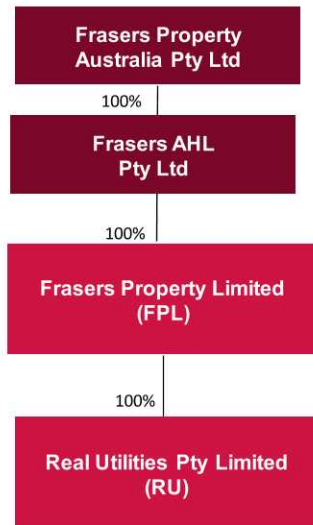 Frasers Property
Australia Pty Ltd
100%
Frasers AHL
Pty Ltd
100%
Frasers Property Limited
(FPL)
100%
Real Utilities Pty Limited
(RU)